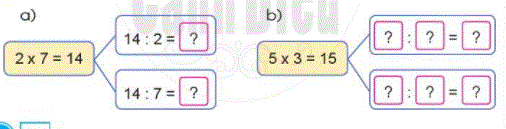 a)
14 : 2 = ?
2 x 7 = 14
14 : 7 = ?
b)
? : ? = ?
5 x 3 = 15
? : ? = ?